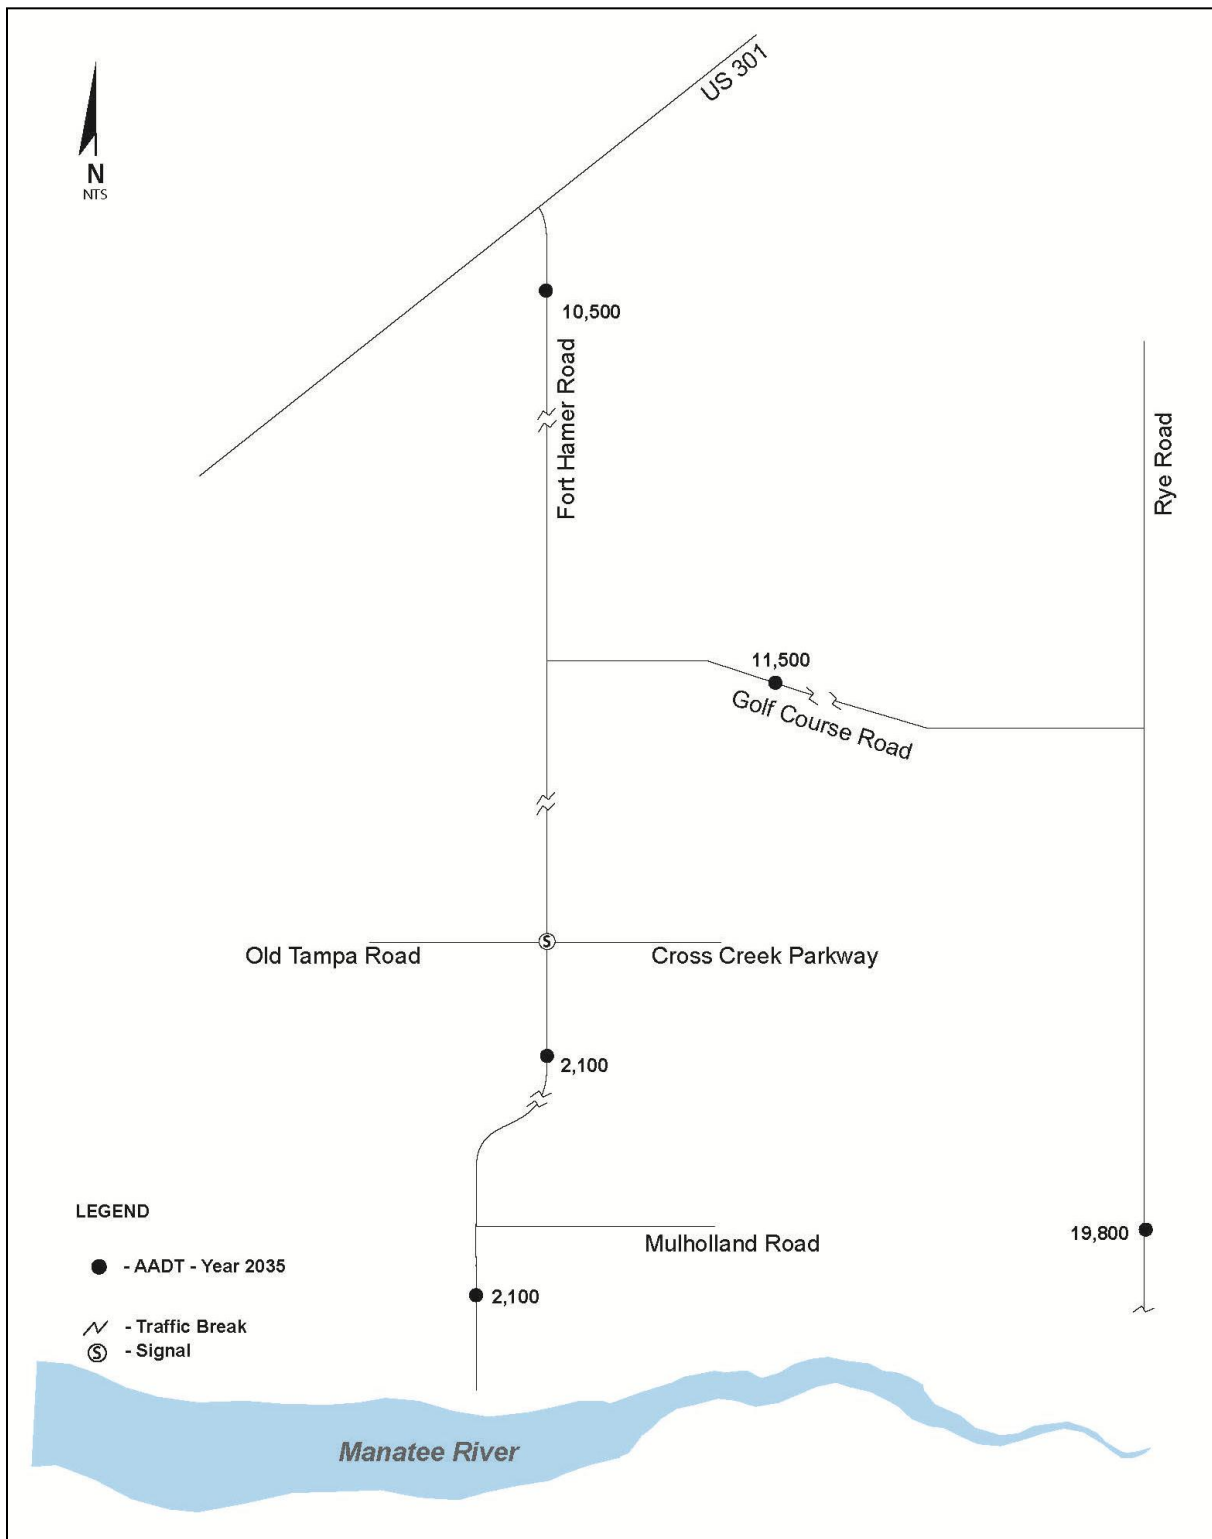 US 301
N
NTS
10,500
Fort Hamer Road
Rye Road
11,500
Golf Course Road
S
Old Tampa Road
Cross Creek Parkway
2,100
LEGEND
19,800
Mulholland Road
- AADT - Year 2035
2,100
- Traffic Break
S - Signal
Manatee River